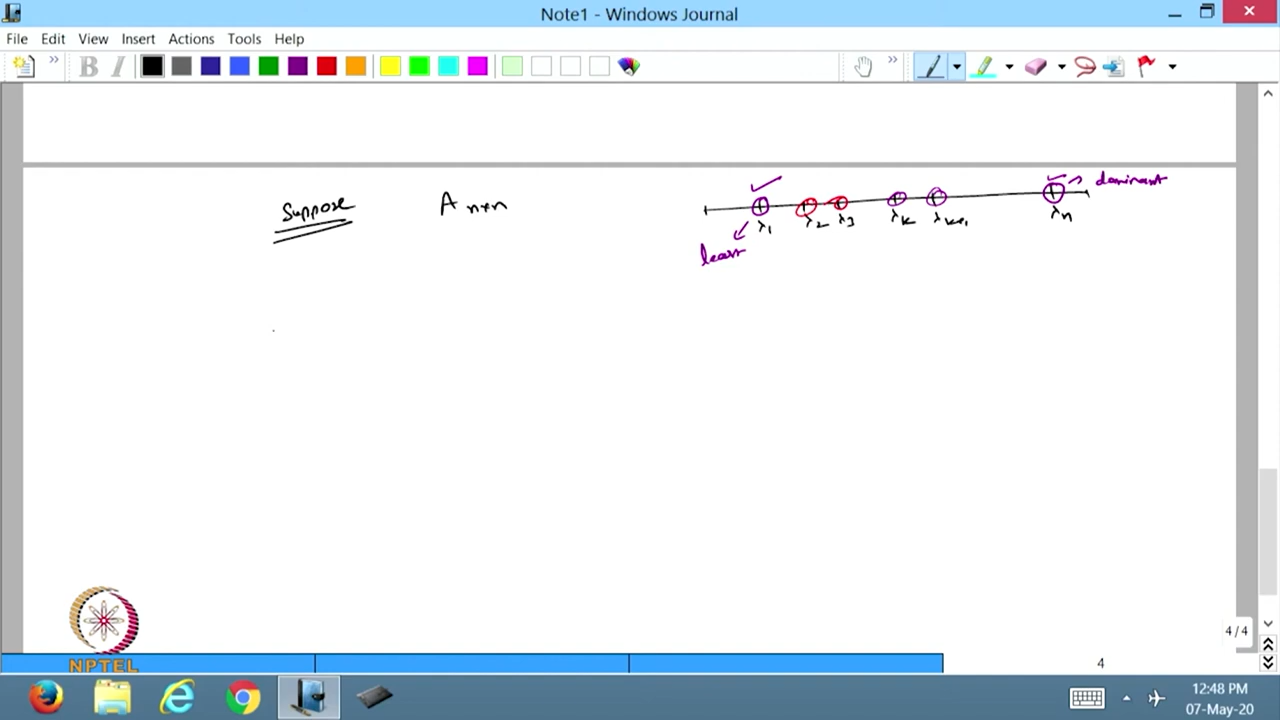 Note1 - Windows Journal
File Edit View Insert Actions Tools Help
B I
Suppose A n×n dominant
λ1 λ2 λ3 λk λk+1 λn
least
4 / 4
NPTEL
4
12:48 PM
07-May-20